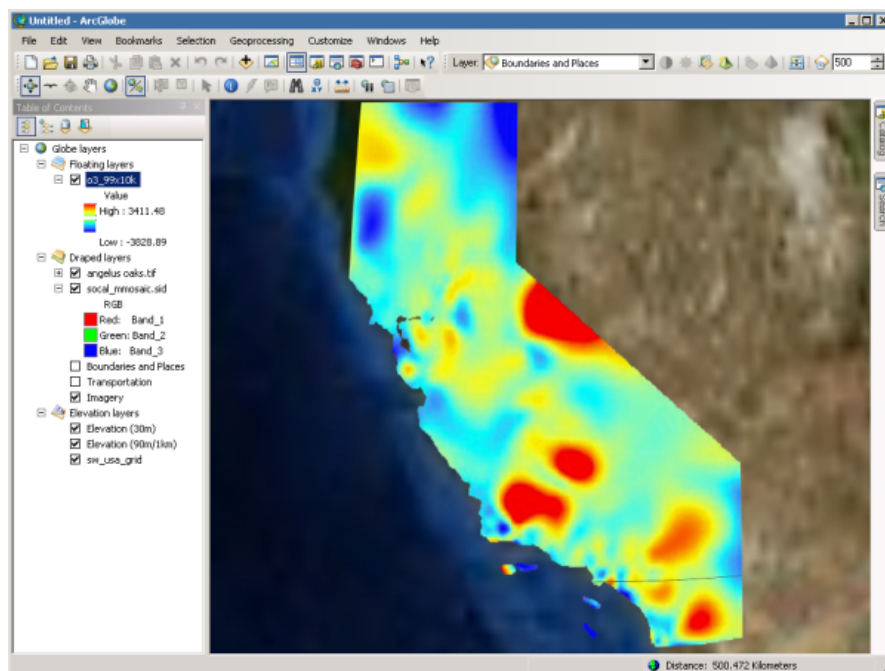 Untitled - ArcGlobe
File Edit View Bookmarks Selection Geoprocessing Customize Windows Help
Layer: Boundaries and Places 500
Table of Contents
Globe layers
Floating layers
o3_99x10k
Value
High : 3411.48
Low : -3828.89
Draped layers
angelus oaks.tif
socal_mmosaic.sid
RGB
Red: Band_1
Green: Band_2
Blue: Band_3
Boundaries and Places
Transportation
Imagery
Elevation layers
Elevation (30m)
Elevation (90m/1km)
sw_usa_grid
Catalog
Search
Distance: 500.472 Kilometers